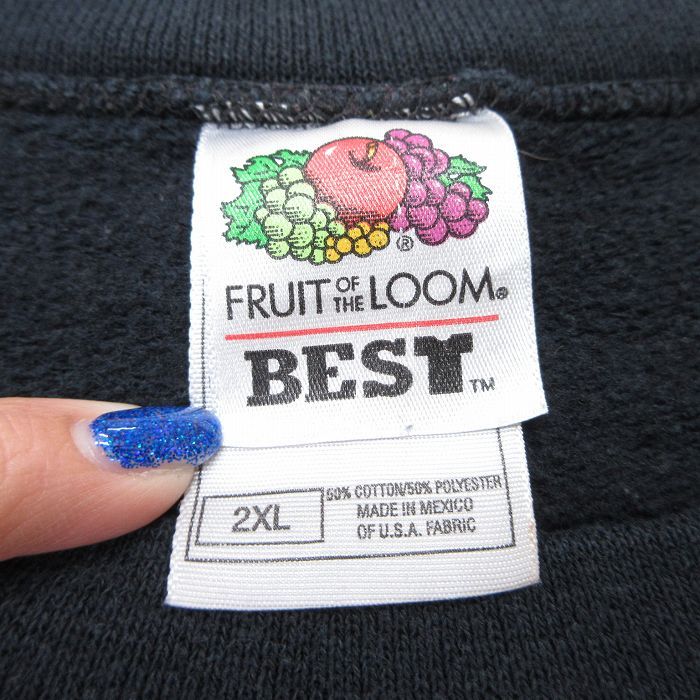 ®
FRUIT OF THE LOOM®
BEST™
2XL
50% COTTON/50% POLYESTER
MADE IN MEXICO
OF U.S.A. FABRIC